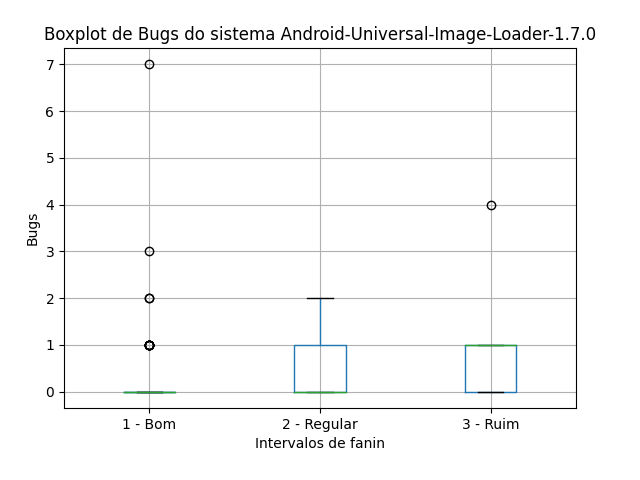 Boxplot de Bugs do sistema Android-Universal-Image-Loader-1.7.0
7
6
5
4
3
2
1
0
Bugs
1 - Bom
2 - Regular
3 - Ruim
Intervalos de fanin